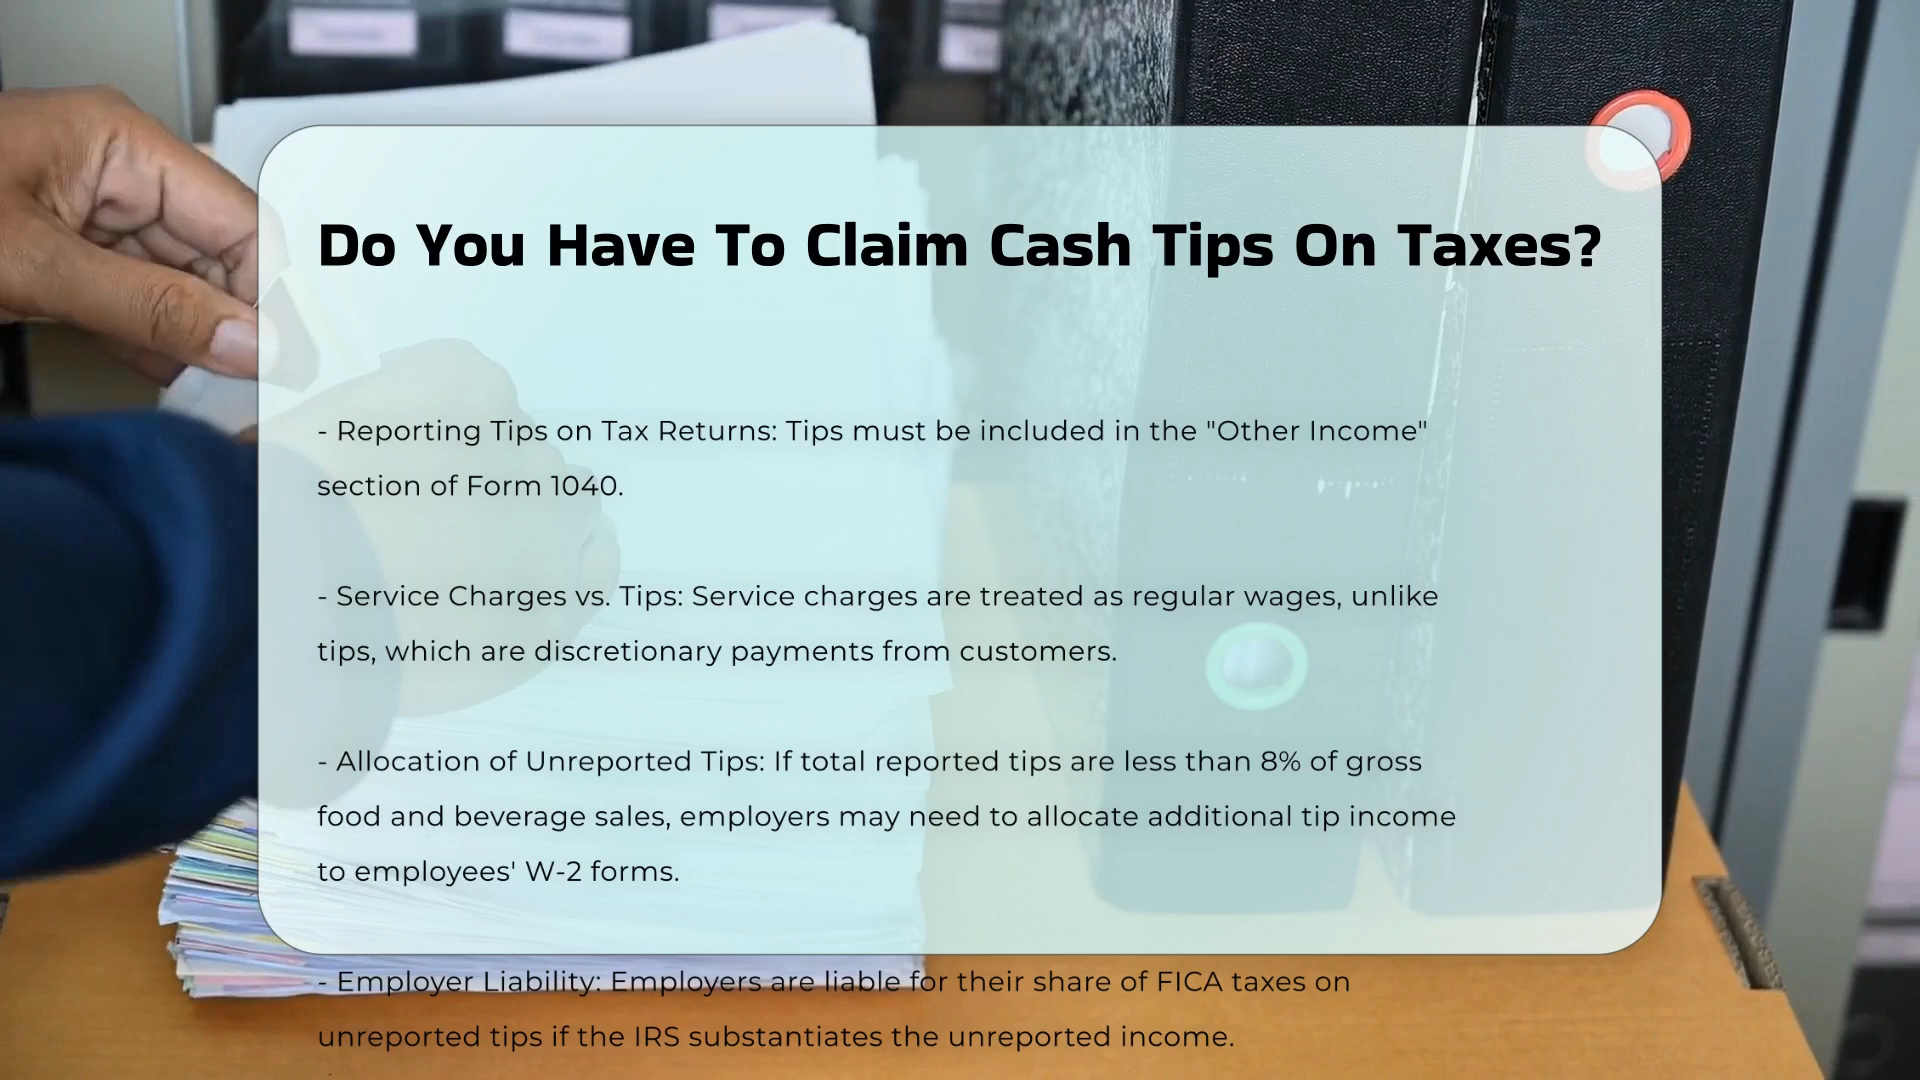 Do You Have To Claim Cash Tips On Taxes?
- Reporting Tips on Tax Returns: Tips must be included in the "Other Income"
section of Form 1040.
- Service Charges vs. Tips: Service charges are treated as regular wages, unlike
tips, which are discretionary payments from customers.
- Allocation of Unreported Tips: If total reported tips are less than 8% of gross
food and beverage sales, employers may need to allocate additional tip income
to employees' W-2 forms.
- Employer Liability: Employers are liable for their share of FICA taxes on
unreported tips if the IRS substantiates the unreported income.